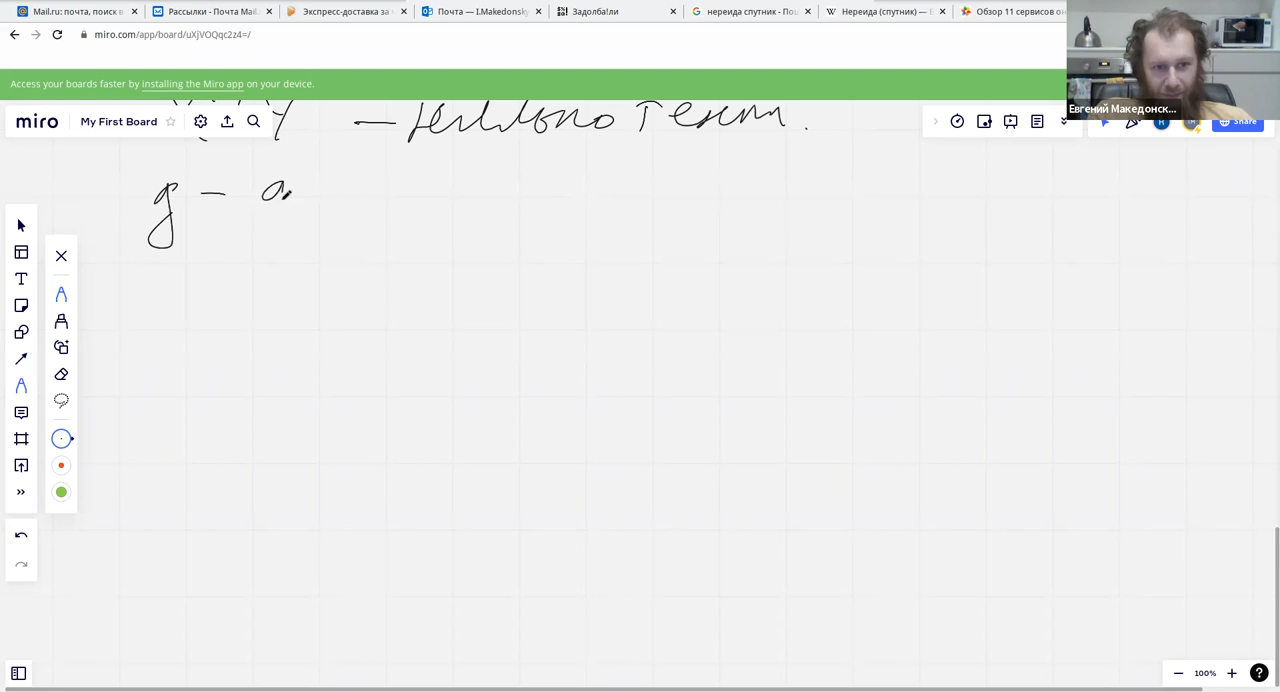 Mail.ru: почта, поиск в
Рассылки - Почта Mail.
Экспресс-доставка за
Почта — I.Makedonsky
Задолба!ли
нереида спутник - По
Нереида (спутник) — В
Обзор 11 сервисов он
miro.com/app/board/uXjVOQqc2z4=/
Access your boards faster by installing the Miro app on your device.
Евгений Македонск...
miro
My First Board
Share
g — a
100%